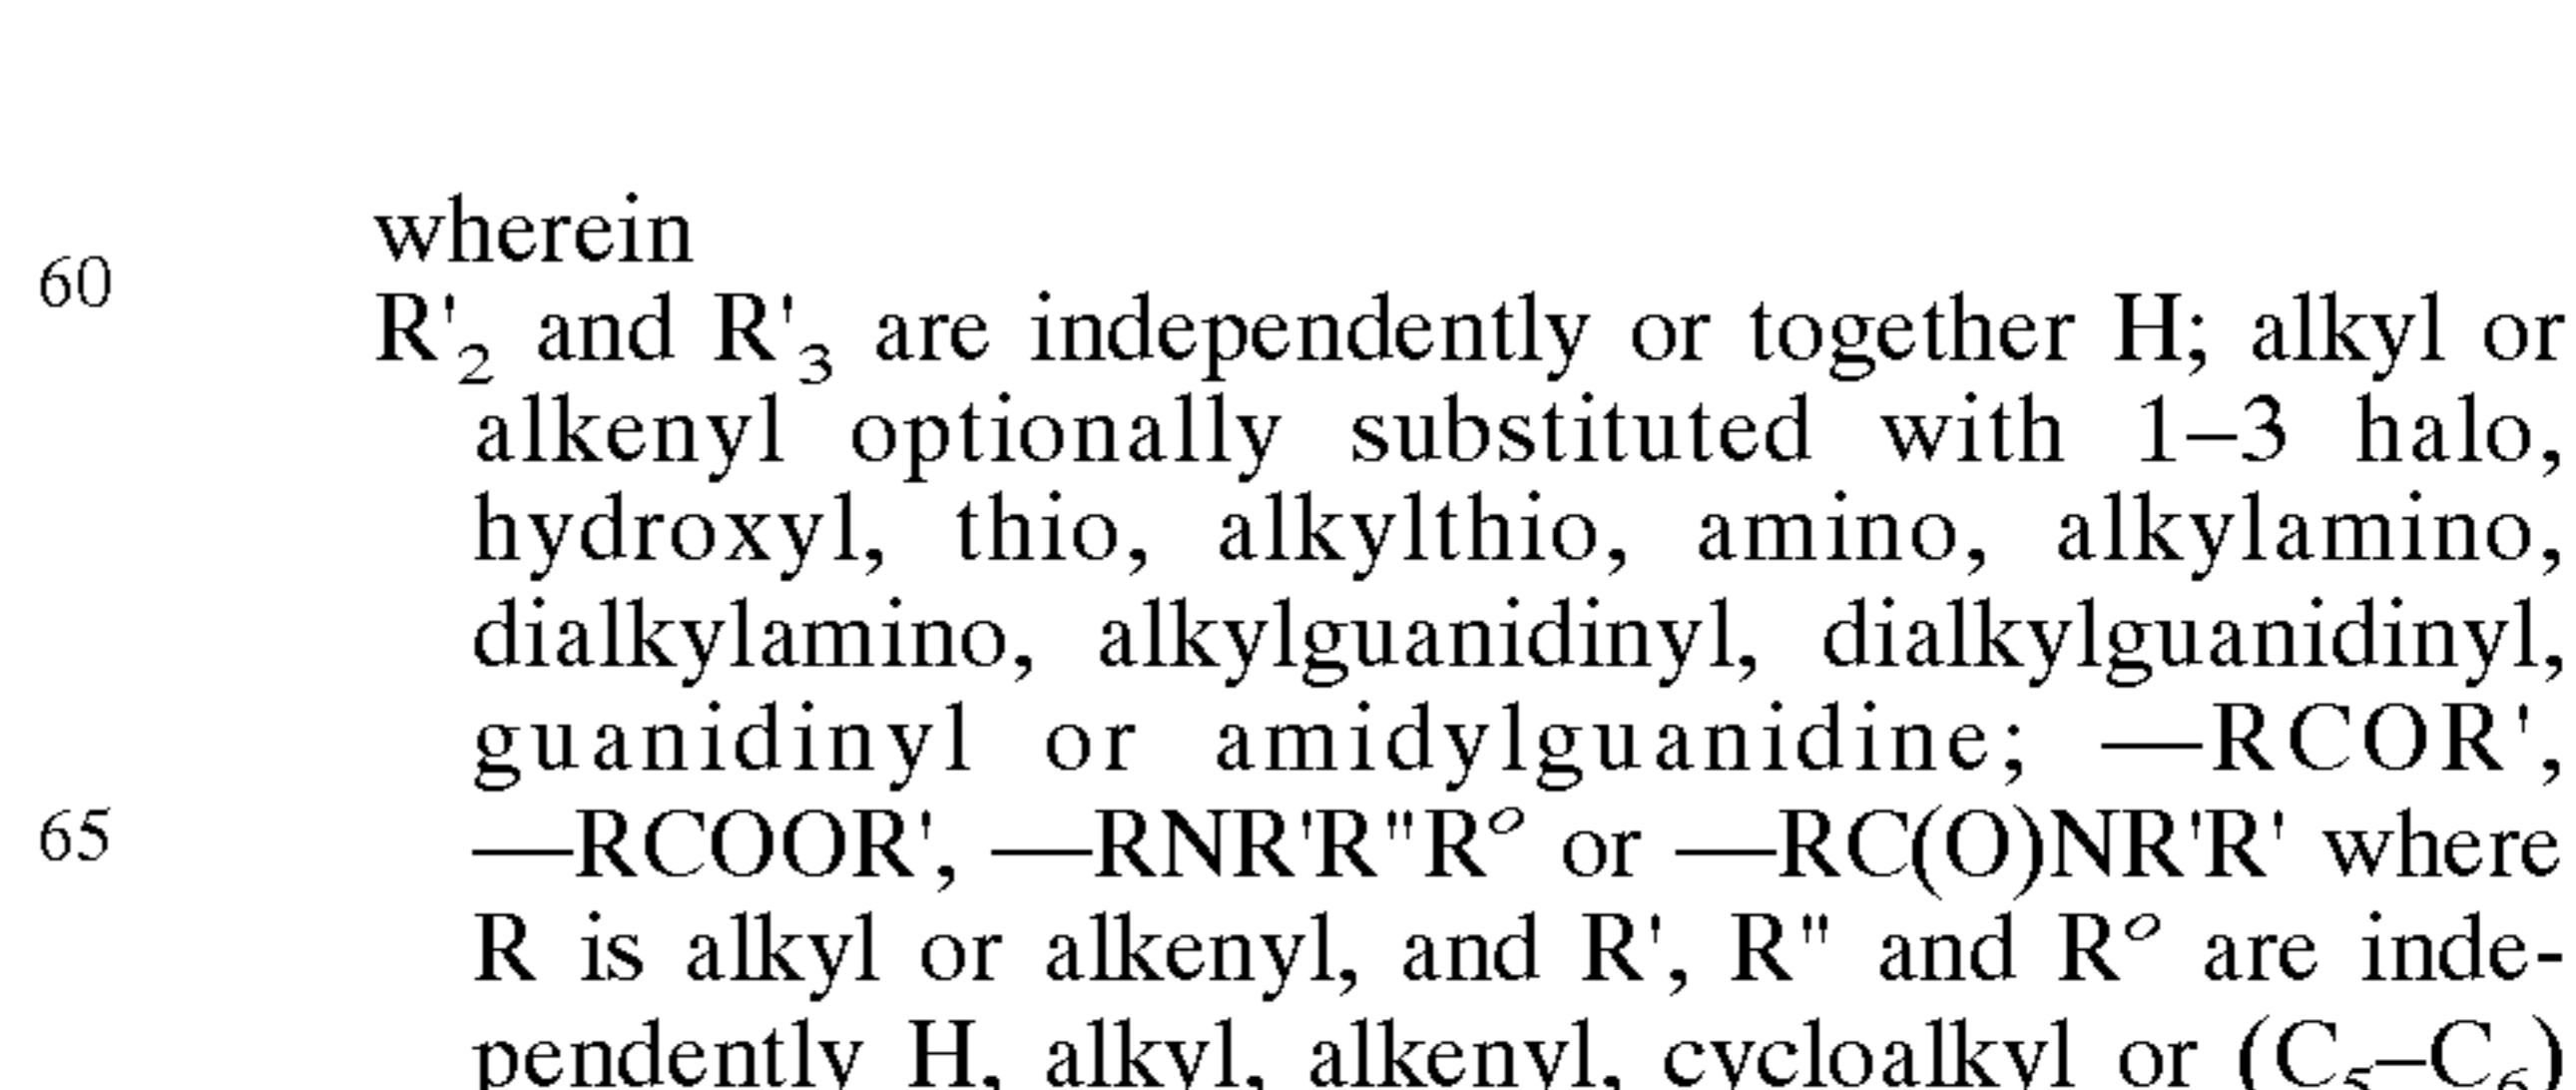 wherein
60
R'₂ and R'₃ are independently or together H; alkyl or
alkenyl optionally substituted with 1–3 halo,
hydroxyl, thio, alkylthio, amino, alkylamino,
dialkylamino, alkylguanidinyl, dialkylguanidinyl,
guanidinyl or amidylguanidine; —RCOR',
65 —RCOOR', —RNR'R"Rº or —RC(O)NR'R' where
R is alkyl or alkenyl, and R', R" and Rº are inde-
pendently H, alkyl, alkenyl, cycloalkyl or (C₅–C₆)